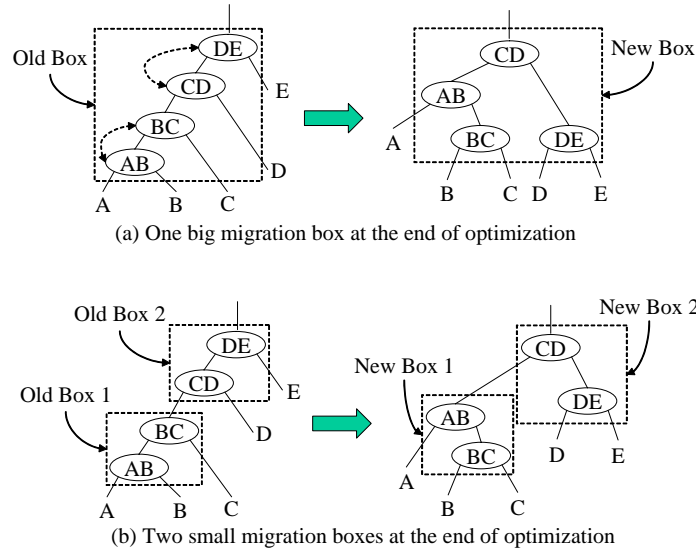 DE
Old Box
CD
E
BC
AB
D
A B C
New Box
CD
AB
A
BC
DE
B C D E
(a) One big migration box at the end of optimization
Old Box 2
DE
CD
E
Old Box 1
BC
D
AB
A B C
New Box 2
CD
New Box 1
AB
DE
BC
D E
A
B C
(b) Two small migration boxes at the end of optimization